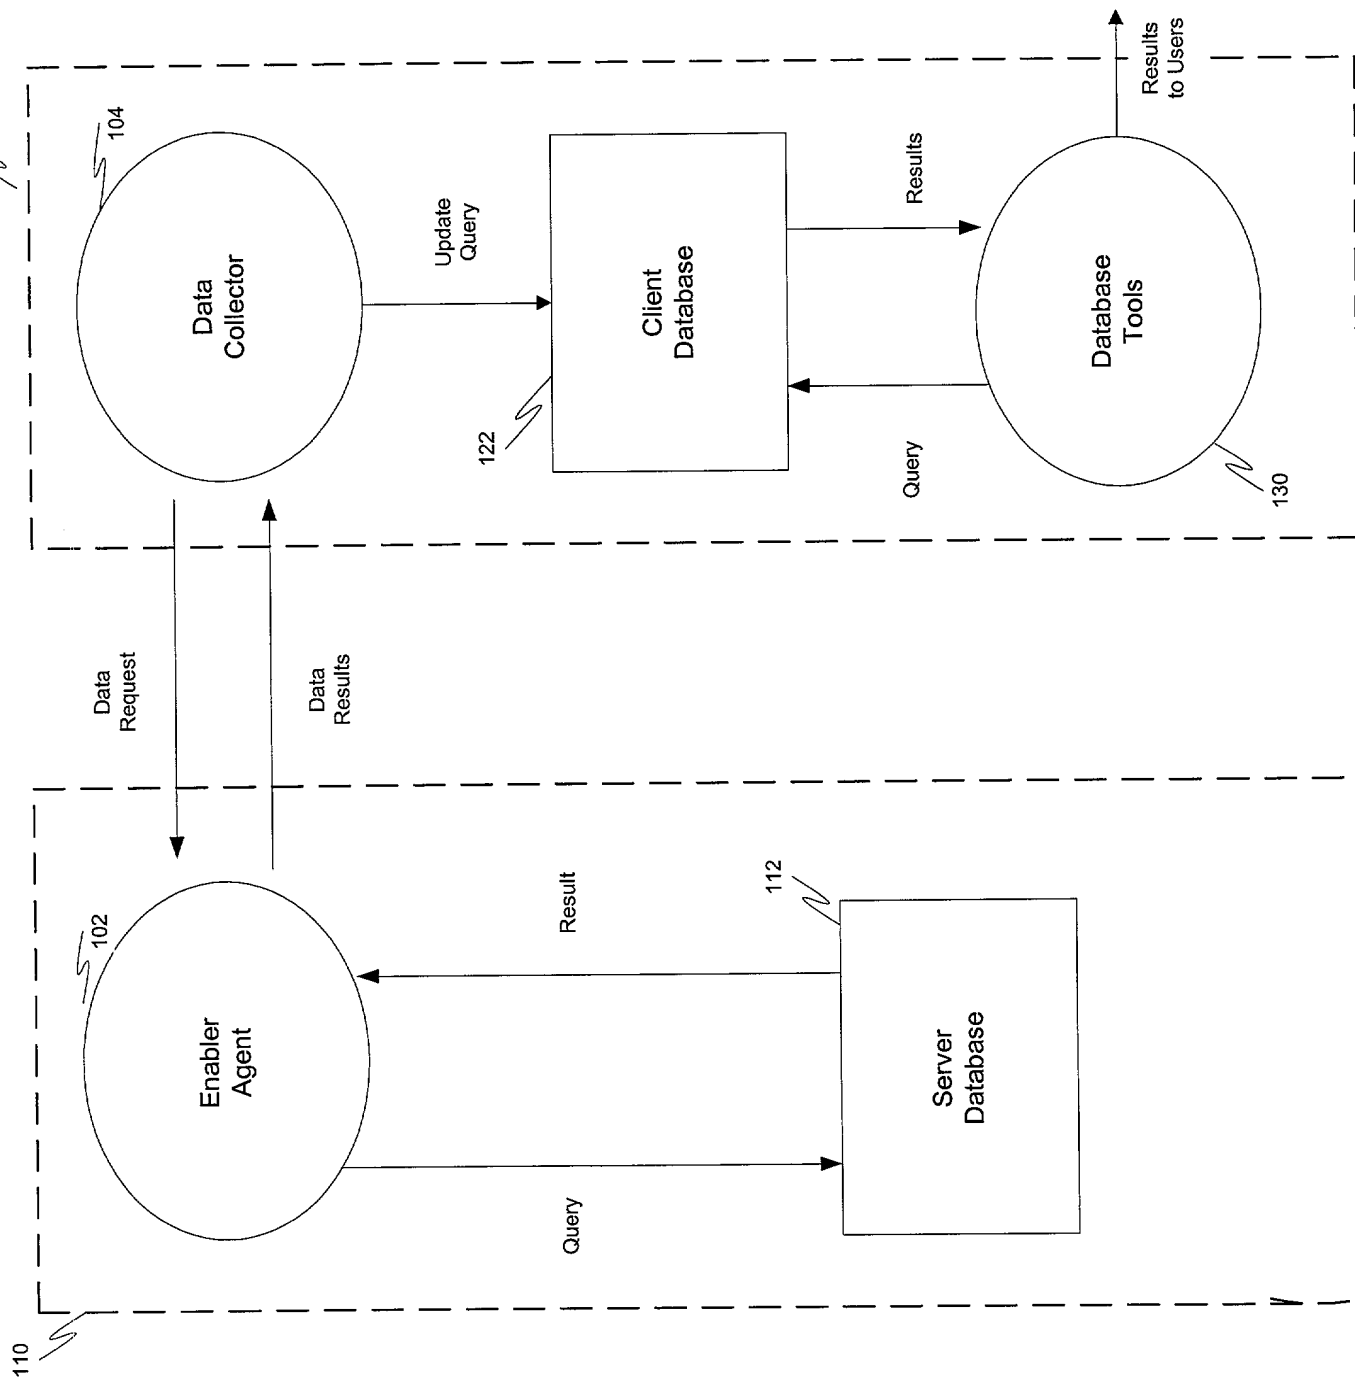 110
102
Data
Request
104
Enabler
Agent
Data
Collector
Data
Results
Update
Query
122
Query
Result
Client
Database
112
Server
Database
Query
Results
Database
Tools
Results
to Users
130